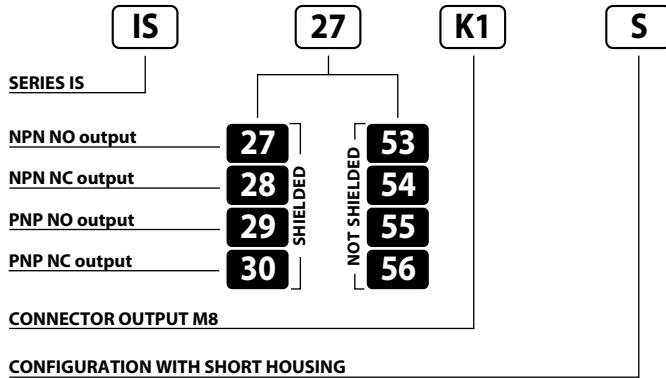 IS 27 K1 S
SERIES IS
NPN NO output 27 53
NPN NC output 28 54
PNP NO output 29 55
PNP NC output 30 56
SHIELDED
NOT SHIELDED
CONNECTOR OUTPUT M8
CONFIGURATION WITH SHORT HOUSING